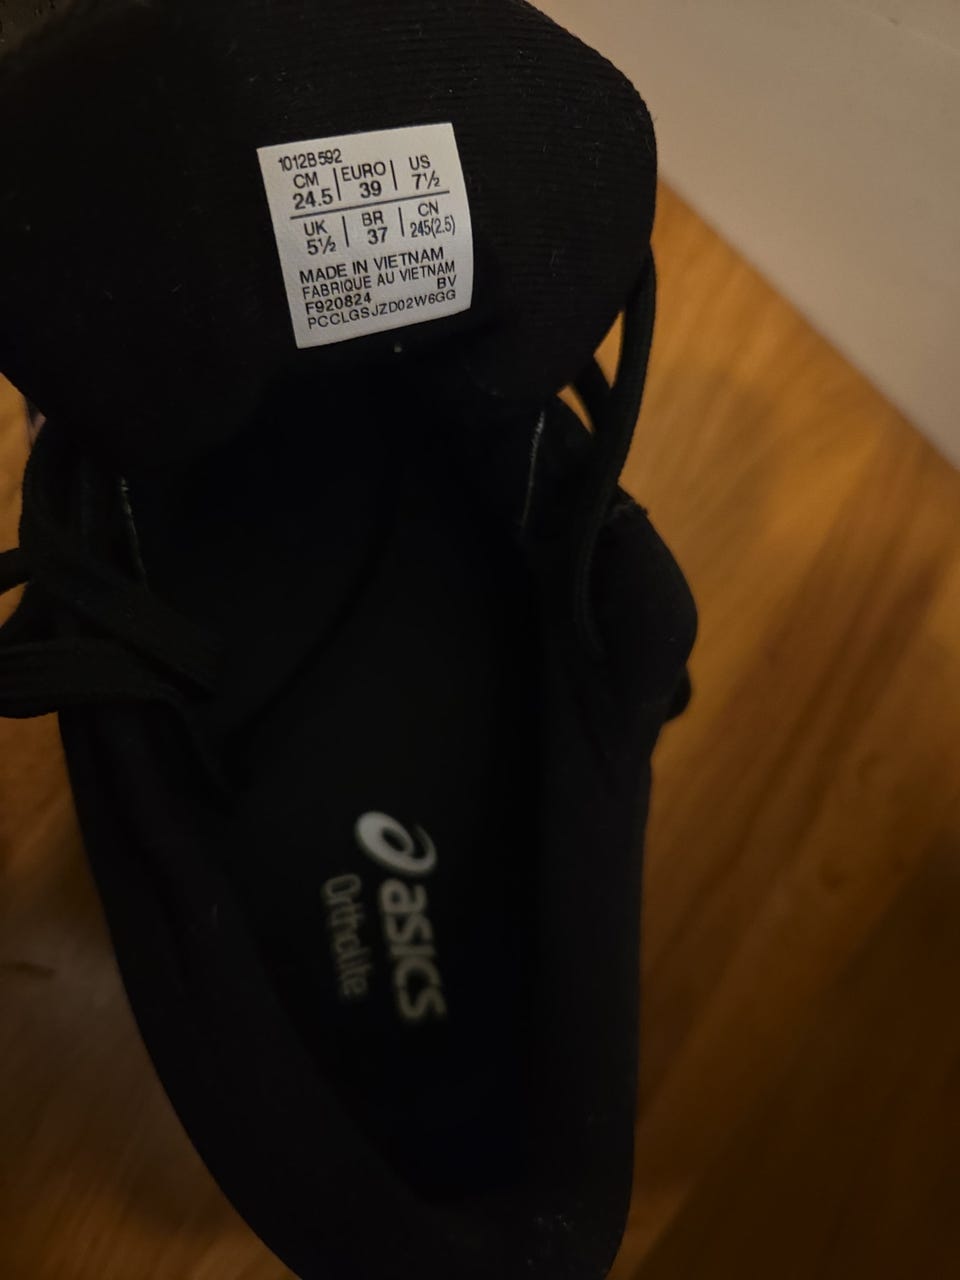 1012B592
CM | EURO | US
24.5 | 39 | 7½
UK | BR | CN
5½ | 37 | 245(2.5)
MADE IN VIETNAM
FABRIQUE AU VIETNAM
F920824 BV
PCCLGSJZD02W6GG
asics
Ortholite